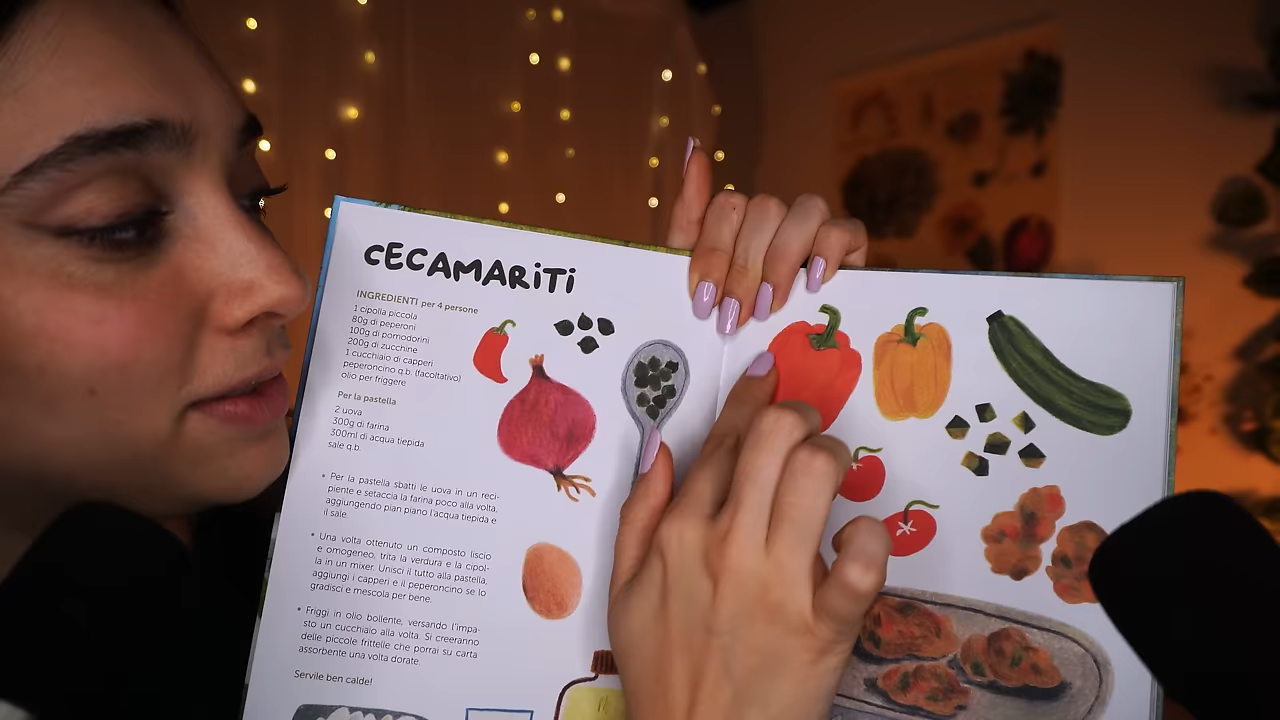 CECAMARiTi
INGREDIENTI per 4 persone
1 cipolla piccola
80g di peperoni
100g di pomodorini
200g di zucchine
1 cucchiaio di capperi
peperoncino q.b. (facoltativo)
olio per friggere
Per la pastella
2 uova
300g di farina
300ml di acqua tiepida
sale q.b.
• Per la pastella sbatti le uova in un reci-
piente e setaccia la farina poco alla volta,
aggiungendo pian piano l'acqua tiepida e
il sale.
• Una volta ottenuto un composto liscio
e omogeneo, trita la verdura e la cipol-
la in un mixer. Unisci il tutto alla pastella,
aggiungi i capperi e il peperoncino se lo
gradisci e mescola per bene.
• Friggi in olio bollente, versando l'impa-
sto un cucchiaio alla volta. Si creeranno
delle piccole frittelle che porrai su carta
assorbente una volta dorate.
Servile ben calde!